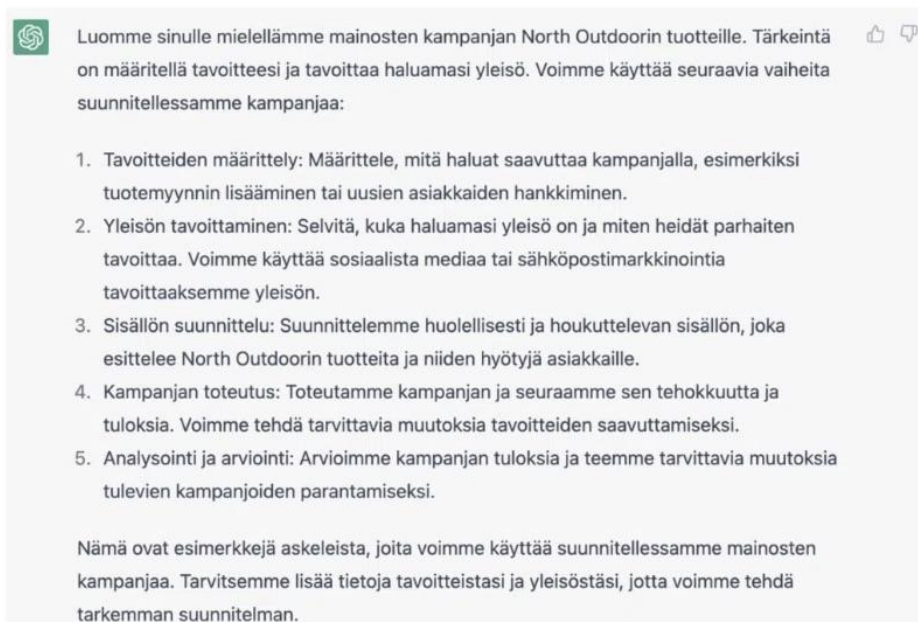 Luomme sinulle mielellämme mainosten kampanjan North Outdoorin tuotteille. Tärkeintä
on määritellä tavoitteesi ja tavoittaa haluamasi yleisö. Voimme käyttää seuraavia vaiheita
suunnitellessamme kampanjaa:
1. Tavoitteiden määrittely: Määrittele, mitä haluat saavuttaa kampanjalla, esimerkiksi
tuotemyynnin lisääminen tai uusien asiakkaiden hankkiminen.
2. Yleisön tavoittaminen: Selvitä, kuka haluamasi yleisö on ja miten heidät parhaiten
tavoittaa. Voimme käyttää sosiaalista mediaa tai sähköpostimarkkinointia
tavoittaaksemme yleisön.
3. Sisällön suunnittelu: Suunnittelemme huolellisesti ja houkuttelevan sisällön, joka
esittelee North Outdoorin tuotteita ja niiden hyötyjä asiakkaille.
4. Kampanjan toteutus: Toteutamme kampanjan ja seuraamme sen tehokkuutta ja
tuloksia. Voimme tehdä tarvittavia muutoksia tavoitteiden saavuttamiseksi.
5. Analysointi ja arviointi: Arvioimme kampanjan tuloksia ja teemme tarvittavia muutoksia
tulevien kampanjoiden parantamiseksi.
Nämä ovat esimerkkejä askeleista, joita voimme käyttää suunnitellessamme mainosten
kampanjaa. Tarvitsemme lisää tietoja tavoitteistasi ja yleisöstäsi, jotta voimme tehdä
tarkemman suunnitelman.